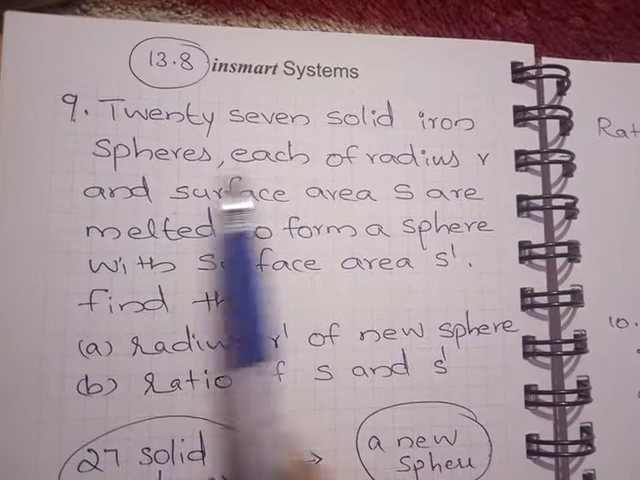 13.8 insmart Systems
9. Twenty seven solid iron
spheres, each of radius r
and surface area S are
melted to form a sphere
with surface area s'.
find
(a) radius r' of new sphere
(b) ratio of s and s'
27 solid → a new
sphere
Rat
10.